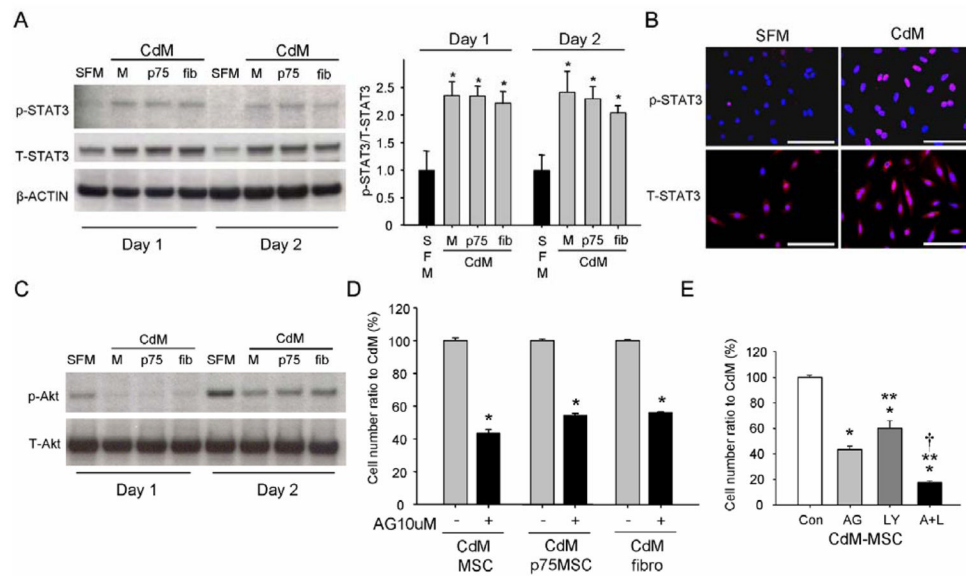 A
CdM CdM
SFM M p75 fib SFM M p75 fib
p-STAT3
T-STAT3
β-ACTIN
Day 1 Day 2
Day 1 Day 2
p-STAT3/T-STAT3
2.5
2.0
1.5
1.0
0.5
0
* * * * * *
SFM M p75 fib SFM M p75 fib
CdM CdM
B
SFM CdM
p-STAT3
T-STAT3
C
CdM CdM
SFM M p75 fib SFM M p75 fib
p-Akt
T-Akt
Day 1 Day 2
D
Cell number ratio to CdM (%)
120
100
80
60
40
20
0
* * *
AG10uM - + - + - +
CdM CdM CdM
MSC p75MSC fibro
E
Cell number ratio to CdM (%)
120
100
80
60
40
20
0
*
**
*
†
**
*
Con AG LY A+L
CdM-MSC